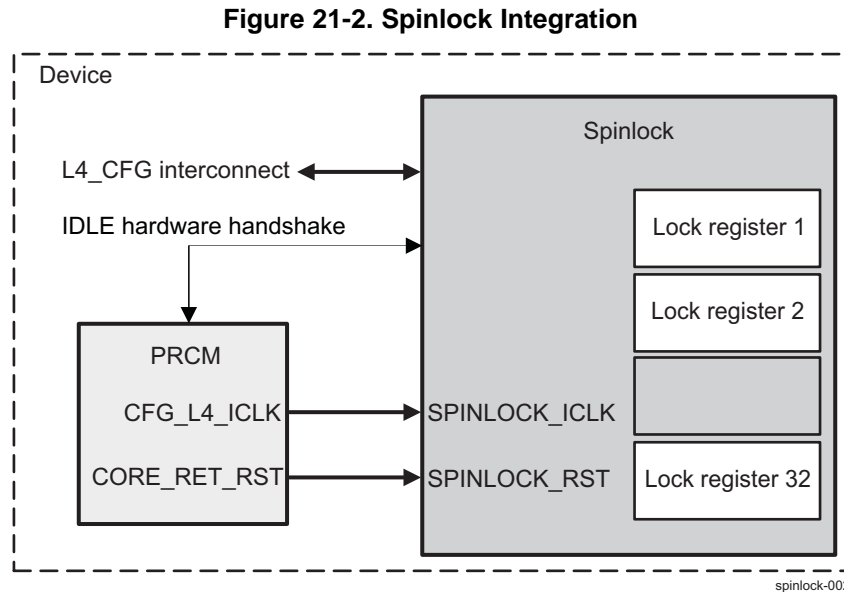 Figure 21-2. Spinlock Integration
Device
Spinlock
L4_CFG interconnect
Lock register 1
IDLE hardware handshake
Lock register 2
PRCM
CFG_L4_ICLK
SPINLOCK_ICLK
CORE_RET_RST
SPINLOCK_RST
Lock register 32